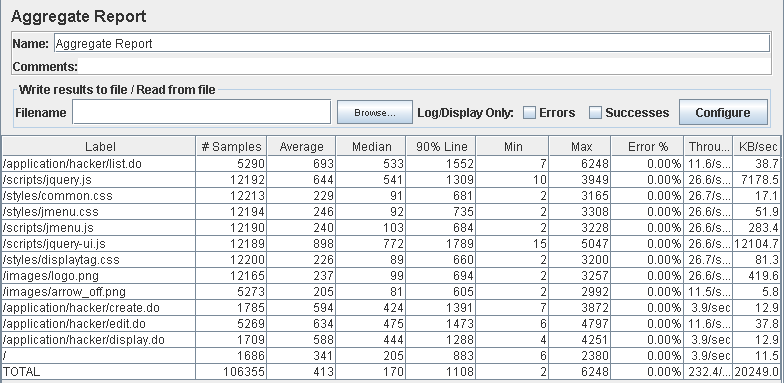 Aggregate Report
Name: Aggregate Report
Comments:
Write results to file / Read from file
Filename Browse... Log/Display Only: Errors Successes Configure
Label # Samples Average Median 90% Line Min Max Error % Throu... KB/sec
/application/hacker/list.do 5290 693 533 1552 7 6248 0.00% 11.6/s... 38.7
/scripts/jquery.js 12192 644 541 1309 10 3949 0.00% 26.6/s... 7178.5
/styles/common.css 12213 229 91 681 2 3165 0.00% 26.7/s... 17.1
/styles/jmenu.css 12194 246 92 735 2 3308 0.00% 26.6/s... 51.9
/scripts/jmenu.js 12190 240 103 684 2 3228 0.00% 26.6/s... 283.4
/scripts/jquery-ui.js 12189 898 772 1789 15 5047 0.00% 26.6/s... 12104.7
/styles/displaytag.css 12200 226 89 660 2 3200 0.00% 26.7/s... 81.3
/images/logo.png 12165 237 99 694 2 3257 0.00% 26.6/s... 419.6
/images/arrow_off.png 5273 205 81 605 2 2992 0.00% 11.5/s... 5.8
/application/hacker/create.do 1785 594 424 1391 7 3872 0.00% 3.9/sec 12.9
/application/hacker/edit.do 5269 634 475 1473 6 4797 0.00% 11.6/s... 37.8
/application/hacker/display.do 1709 588 444 1288 4 4251 0.00% 3.9/sec 12.9
/ 1686 341 205 883 6 2380 0.00% 3.9/sec 11.5
TOTAL 106355 413 170 1108 2 6248 0.00% 232.4/... 20249.0